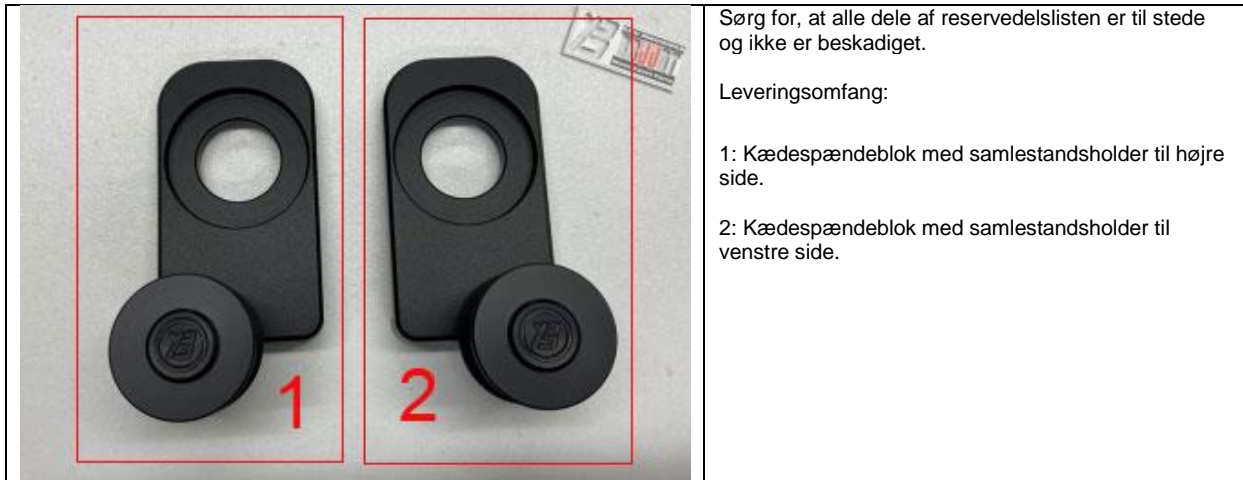 Sørg for, at alle dele af reservedelslisten er til stede
og ikke er beskadiget.
Leveringsomfang:
1: Kædespændeblok med samlestandsholder til højre
side.
2: Kædespændeblok med samlestandsholder til
venstre side.
1
2